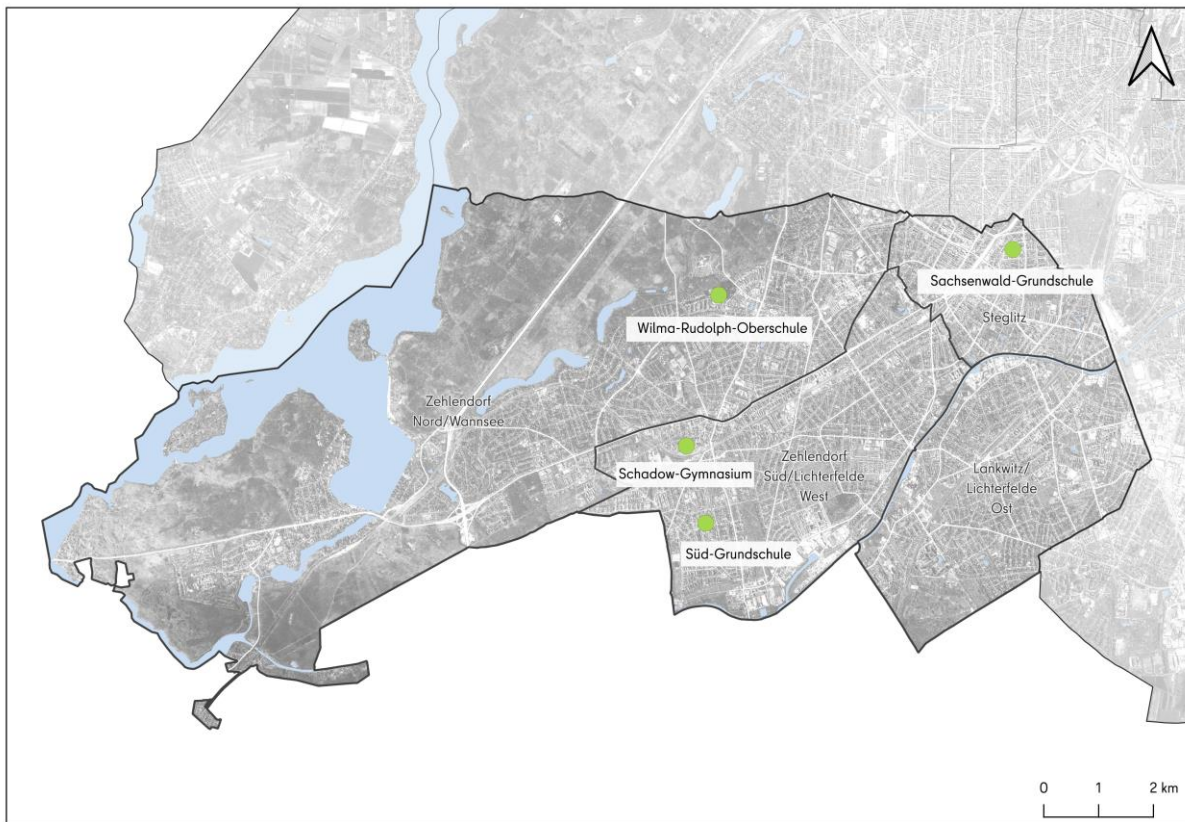 Sachsenwald-Grundschule
Steglitz
Wilma-Rudolph-Oberschule
Zehlendorf
Nord/Wannsee
Schadow-Gymnasium
Zehlendorf
Süd/Lichterfelde
West
Lankwitz/
Lichterfelde
Ost
Süd-Grundschule
0 1 2 km